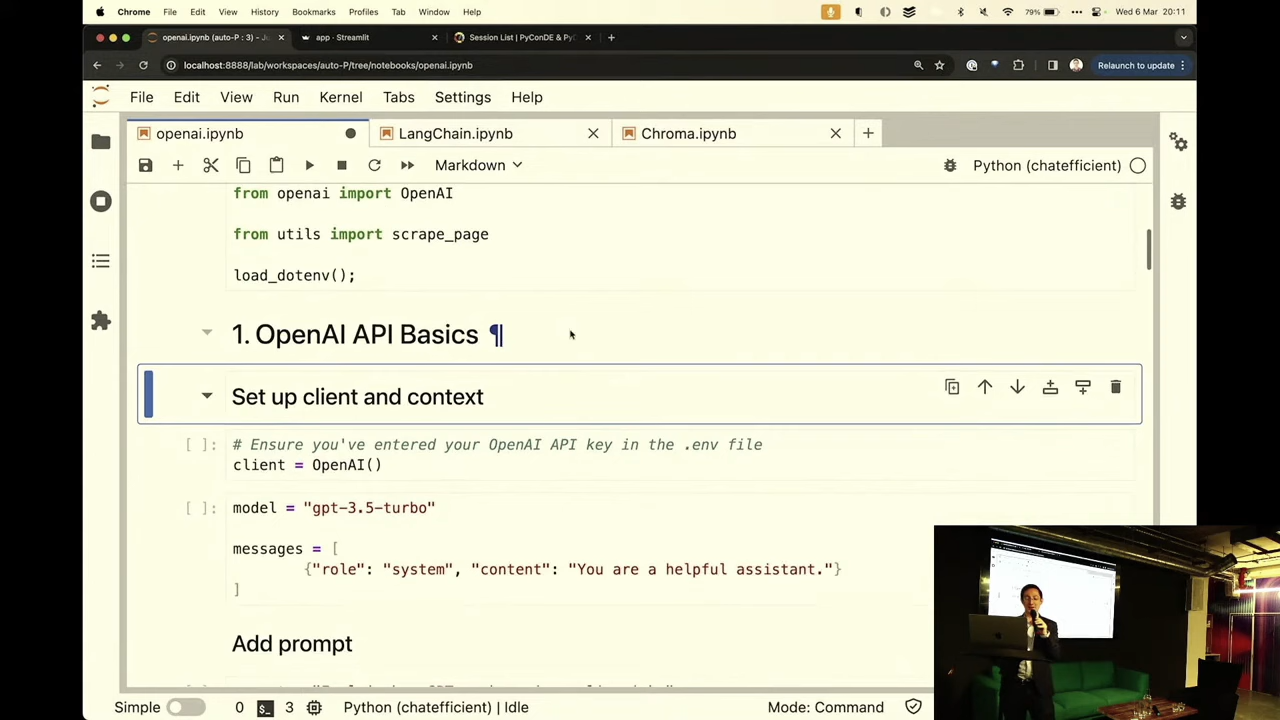 Chrome File Edit View History Bookmarks Profiles Tab Window Help 79% Wed 6 Mar 20:11
openai.ipynb (auto-P : 3) - Ju app · Streamlit Session List | PyConDE & Py
localhost:8888/lab/workspaces/auto-P/tree/notebooks/openai.ipynb Relaunch to update
File Edit View Run Kernel Tabs Settings Help
openai.ipynb LangChain.ipynb Chroma.ipynb
Markdown Python (chatefficient)
from openai import OpenAI
from utils import scrape_page
load_dotenv();
1. OpenAI API Basics ¶
Set up client and context
[ ]: # Ensure you've entered your OpenAI API key in the .env file
client = OpenAI()
[ ]: model = "gpt-3.5-turbo"
messages = [
{"role": "system", "content": "You are a helpful assistant."}
]
Add prompt
Simple 0 3 Python (chatefficient) | Idle Mode: Command